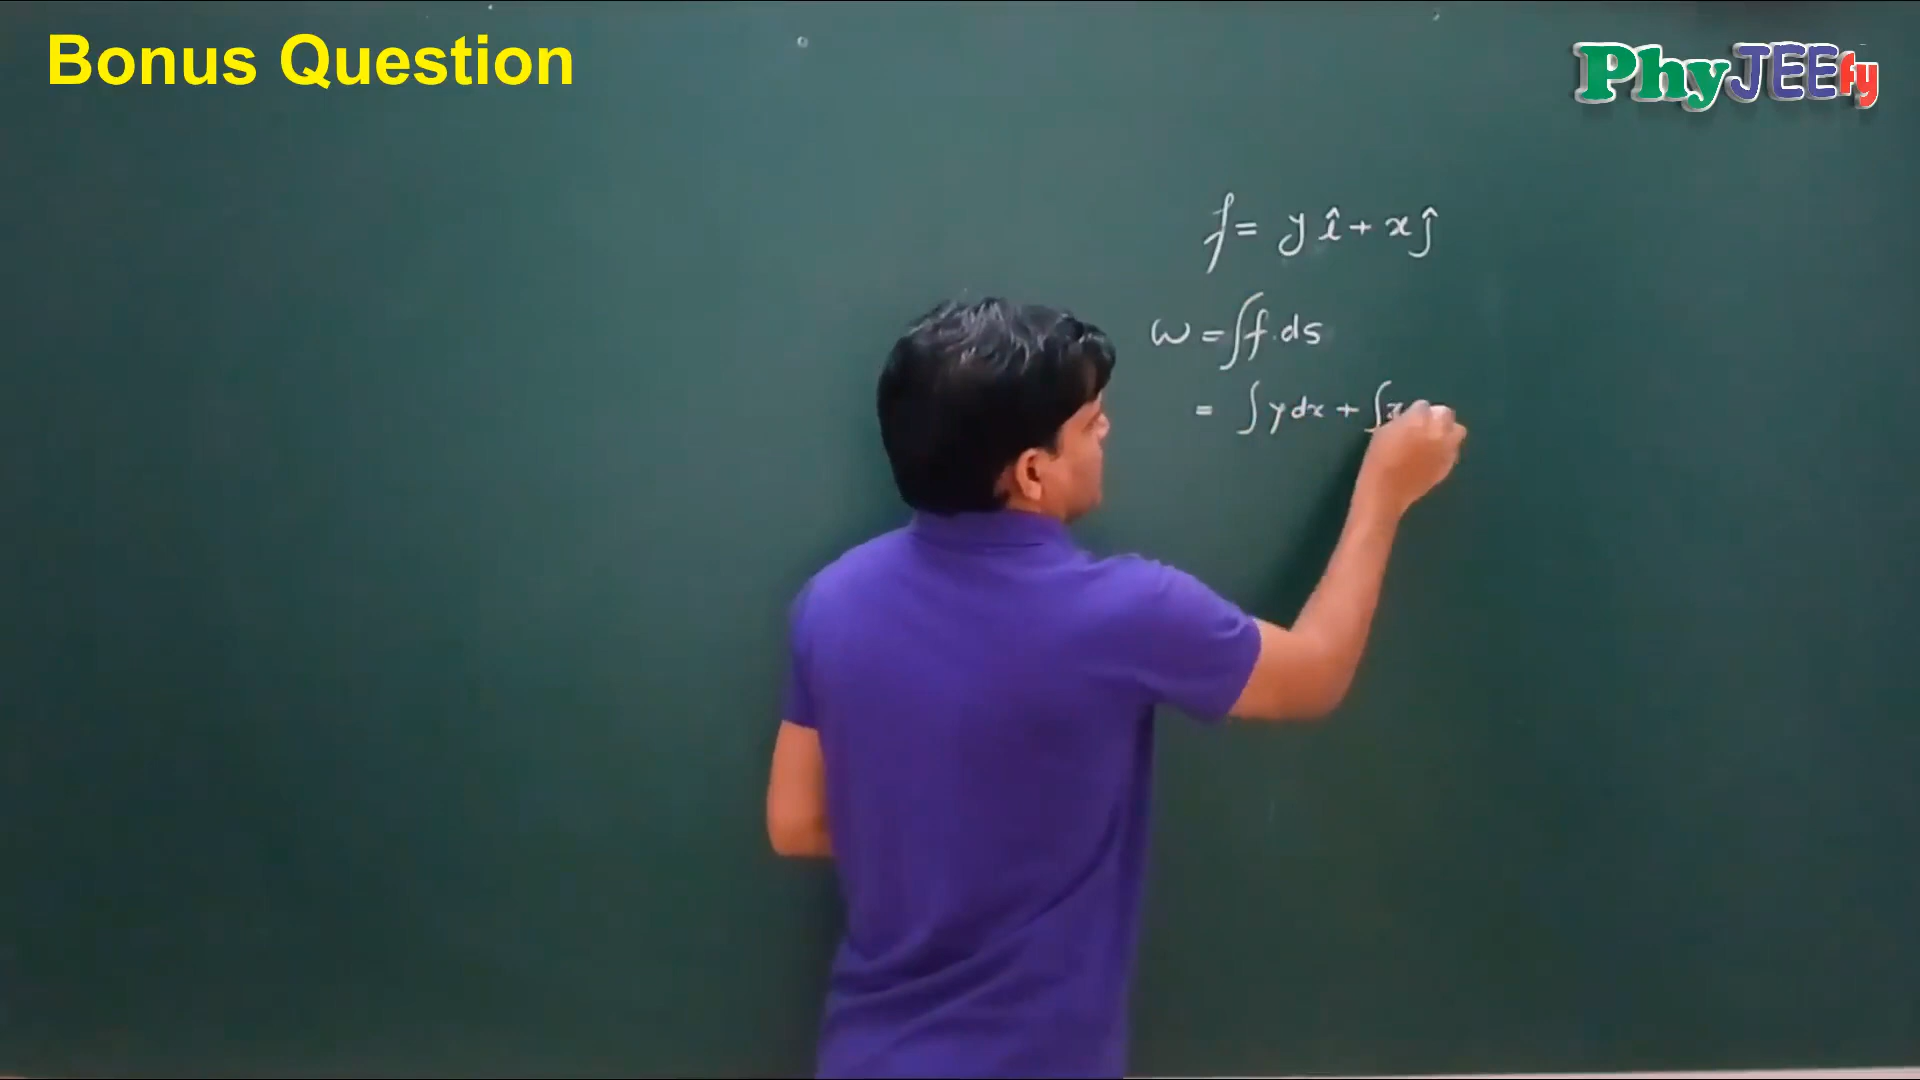 Bonus Question
PhyJEEfy
f = y î + x ĵ
W = ∫f.ds
= ∫ydx + ∫x